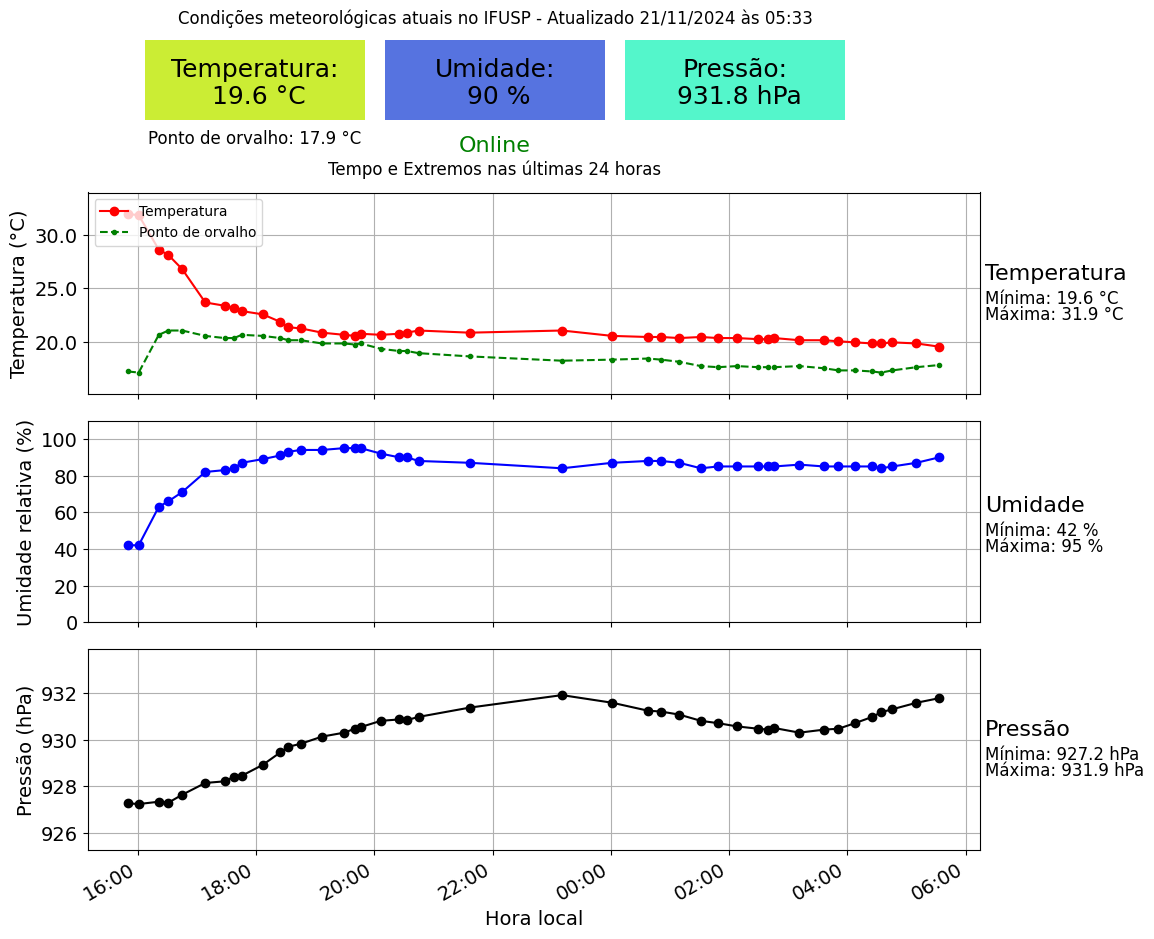 Condições meteorológicas atuais no IFUSP - Atualizado 21/11/2024 às 05:33
Temperatura:
19.6 °C
Umidade:
90 %
Pressão:
931.8 hPa
Ponto de orvalho: 17.9 °C
Online
Tempo e Extremos nas últimas 24 horas
Temperatura (°C)
30.0
25.0
20.0
Temperatura
Ponto de orvalho
Temperatura
Mínima: 19.6 °C
Máxima: 31.9 °C
Umidade relativa (%)
100
80
60
40
20
0
Umidade
Mínima: 42 %
Máxima: 95 %
Pressão (hPa)
932
930
928
926
Pressão
Mínima: 927.2 hPa
Máxima: 931.9 hPa
16:00
18:00
20:00
22:00
00:00
02:00
04:00
06:00
Hora local